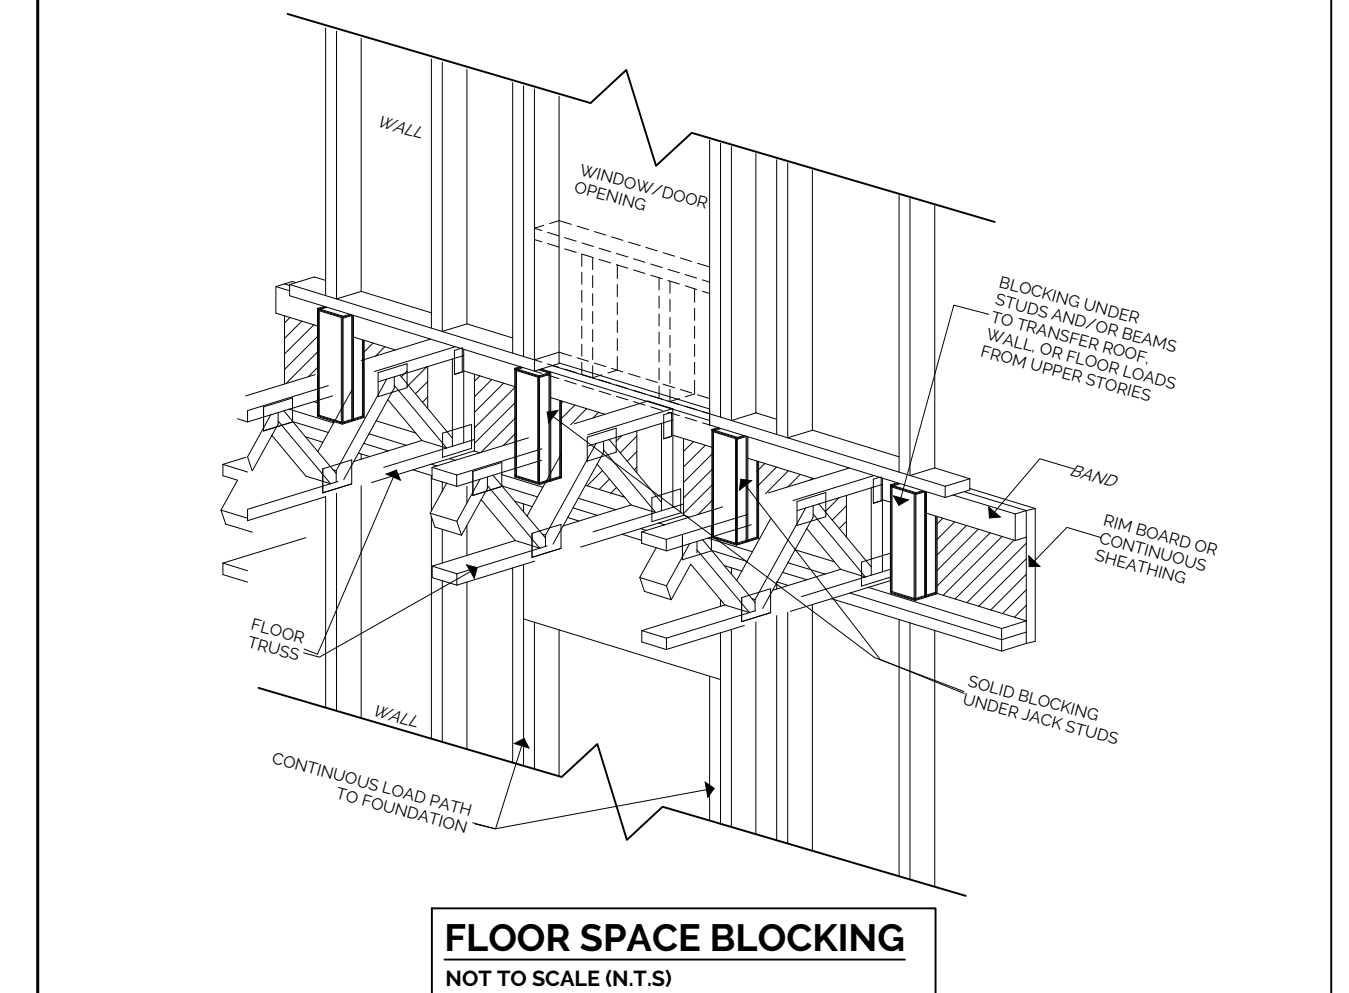 WALL
WINDOW/DOOR
OPENING
BLOCKING UNDER
STUDS AND/OR BEAMS
TO TRANSFER ROOF,
WALL, OR FLOOR LOADS
FROM UPPER STORIES
BAND
RIM BOARD OR
CONTINUOUS
SHEATHING
FLOOR
TRUSS
SOLID BLOCKING
UNDER JACK STUDS
WALL
CONTINUOUS LOAD PATH
TO FOUNDATION
FLOOR SPACE BLOCKING
NOT TO SCALE (N.T.S)